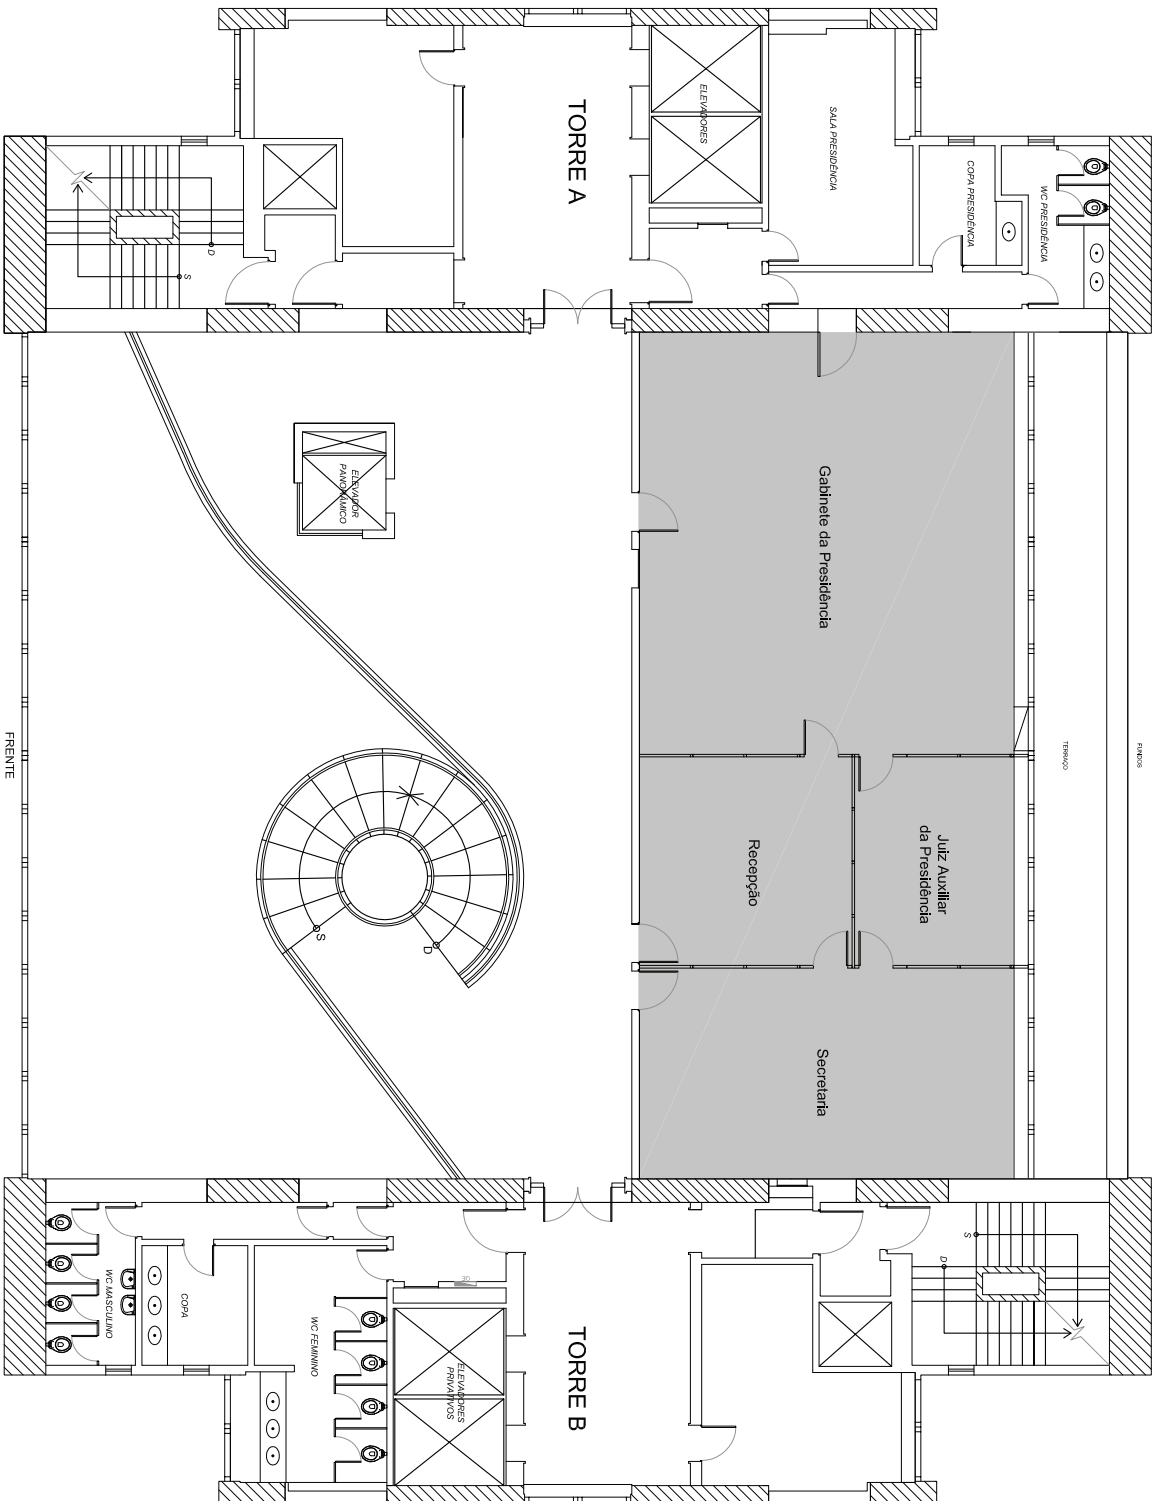 TORRE A
ELEVADORES
SALA PRESIDÊNCIA
COPA PRESIDÊNCIA
WC PRESIDÊNCIA
D
S
ELEVADOR
PANORÂMICO
Gabinete da Presidência
FRENTE
TERRAÇO
FUNDOS
Recepção
Juiz Auxiliar
da Presidência
S
D
Secretaria
S
D
WC MASCULINO
COPA
WC FEMININO
ELEVADORES
PRIVATIVOS
TORRE B